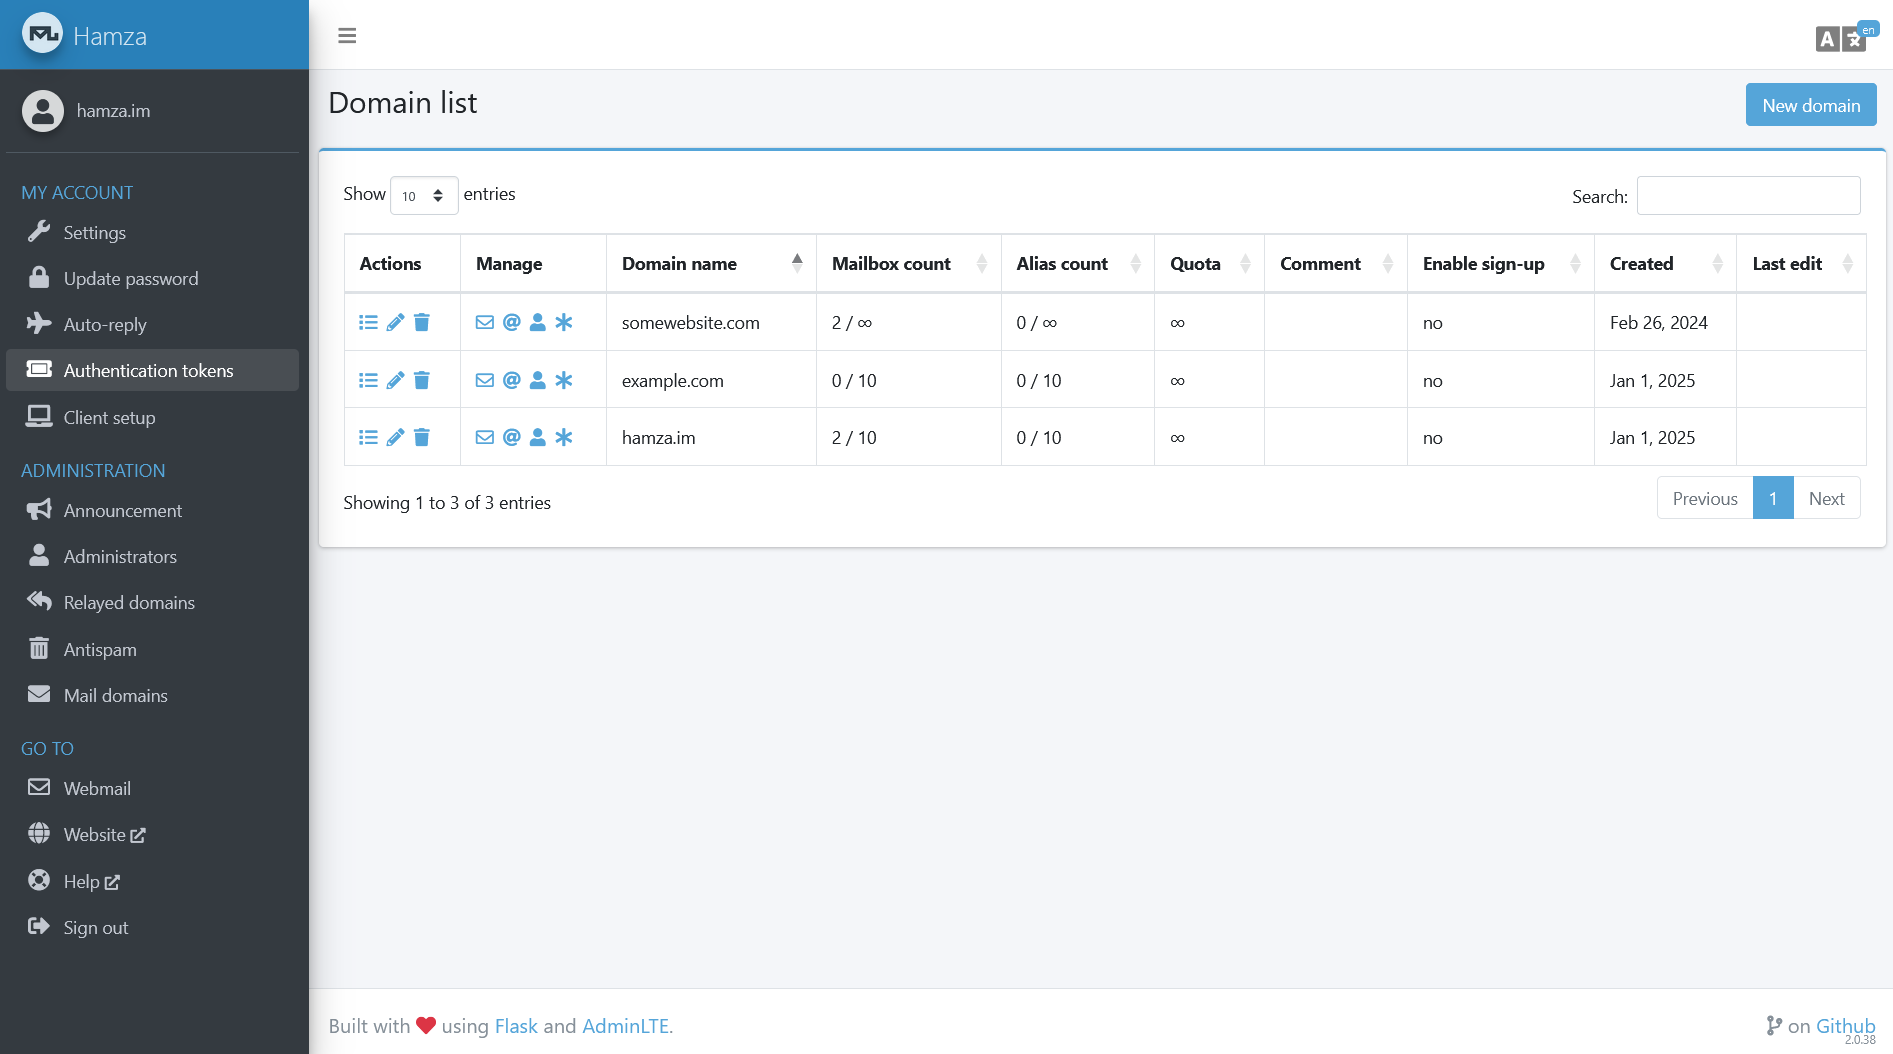 Hamza
en
hamza.im
MY ACCOUNT
Settings
Update password
Auto-reply
Authentication tokens
Client setup
ADMINISTRATION
Announcement
Administrators
Relayed domains
Antispam
Mail domains
GO TO
Webmail
Website
Help
Sign out
Domain list
New domain
Show 10 entries
Search:
Actions Manage Domain name Mailbox count Alias count Quota Comment Enable sign-up Created Last edit
somewebsite.com 2 / ∞ 0 / ∞ ∞ no Feb 26, 2024
example.com 0 / 10 0 / 10 ∞ no Jan 1, 2025
hamza.im 2 / 10 0 / 10 ∞ no Jan 1, 2025
Showing 1 to 3 of 3 entries
Previous 1 Next
Built with ❤ using Flask and AdminLTE.
on Github
2.0.38